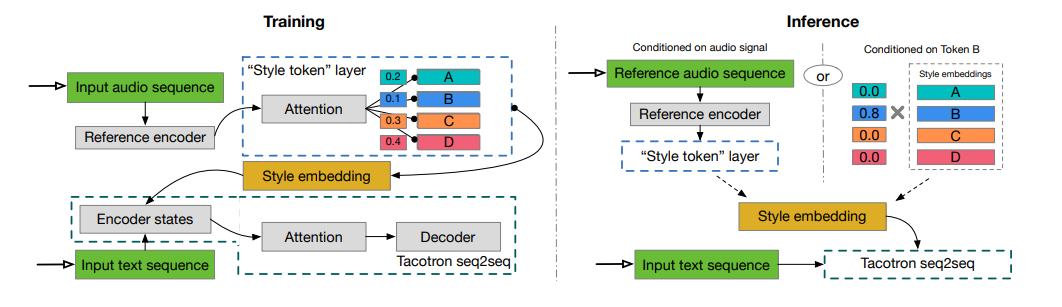 Training
Input audio sequence
Reference encoder
“Style token” layer
Attention
0.2 A
0.1 B
0.3 C
0.4 D
Style embedding
Encoder states
Attention
Decoder
Tacotron seq2seq
Input text sequence
Inference
Conditioned on audio signal
Reference audio sequence
Reference encoder
“Style token” layer
or
Conditioned on Token B
Style embeddings
0.0 A
0.8 B
0.0 C
0.0 D
Style embedding
Input text sequence
Tacotron seq2seq